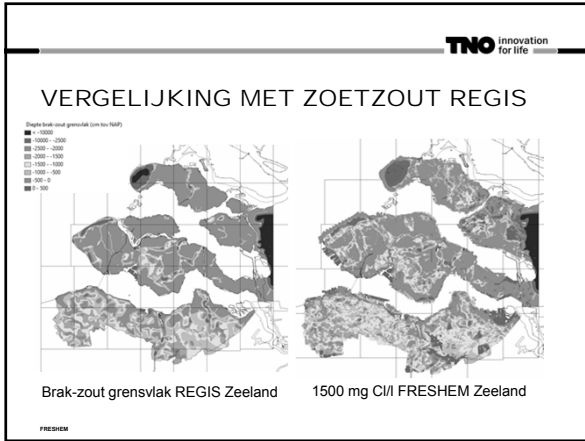 TNO innovation
for life
VERGELIJKING MET ZOETZOUT REGIS
Diepte brak-zout grensvlak (cm tov NAP)
< -10000
-10000 - -2500
-2500 - -2000
-2000 - -1500
-1500 - -1000
-1000 - -500
-500 - 0
0 - 500
Brak-zout grensvlak REGIS Zeeland
1500 mg Cl/l FRESHEM Zeeland
FRESHEM